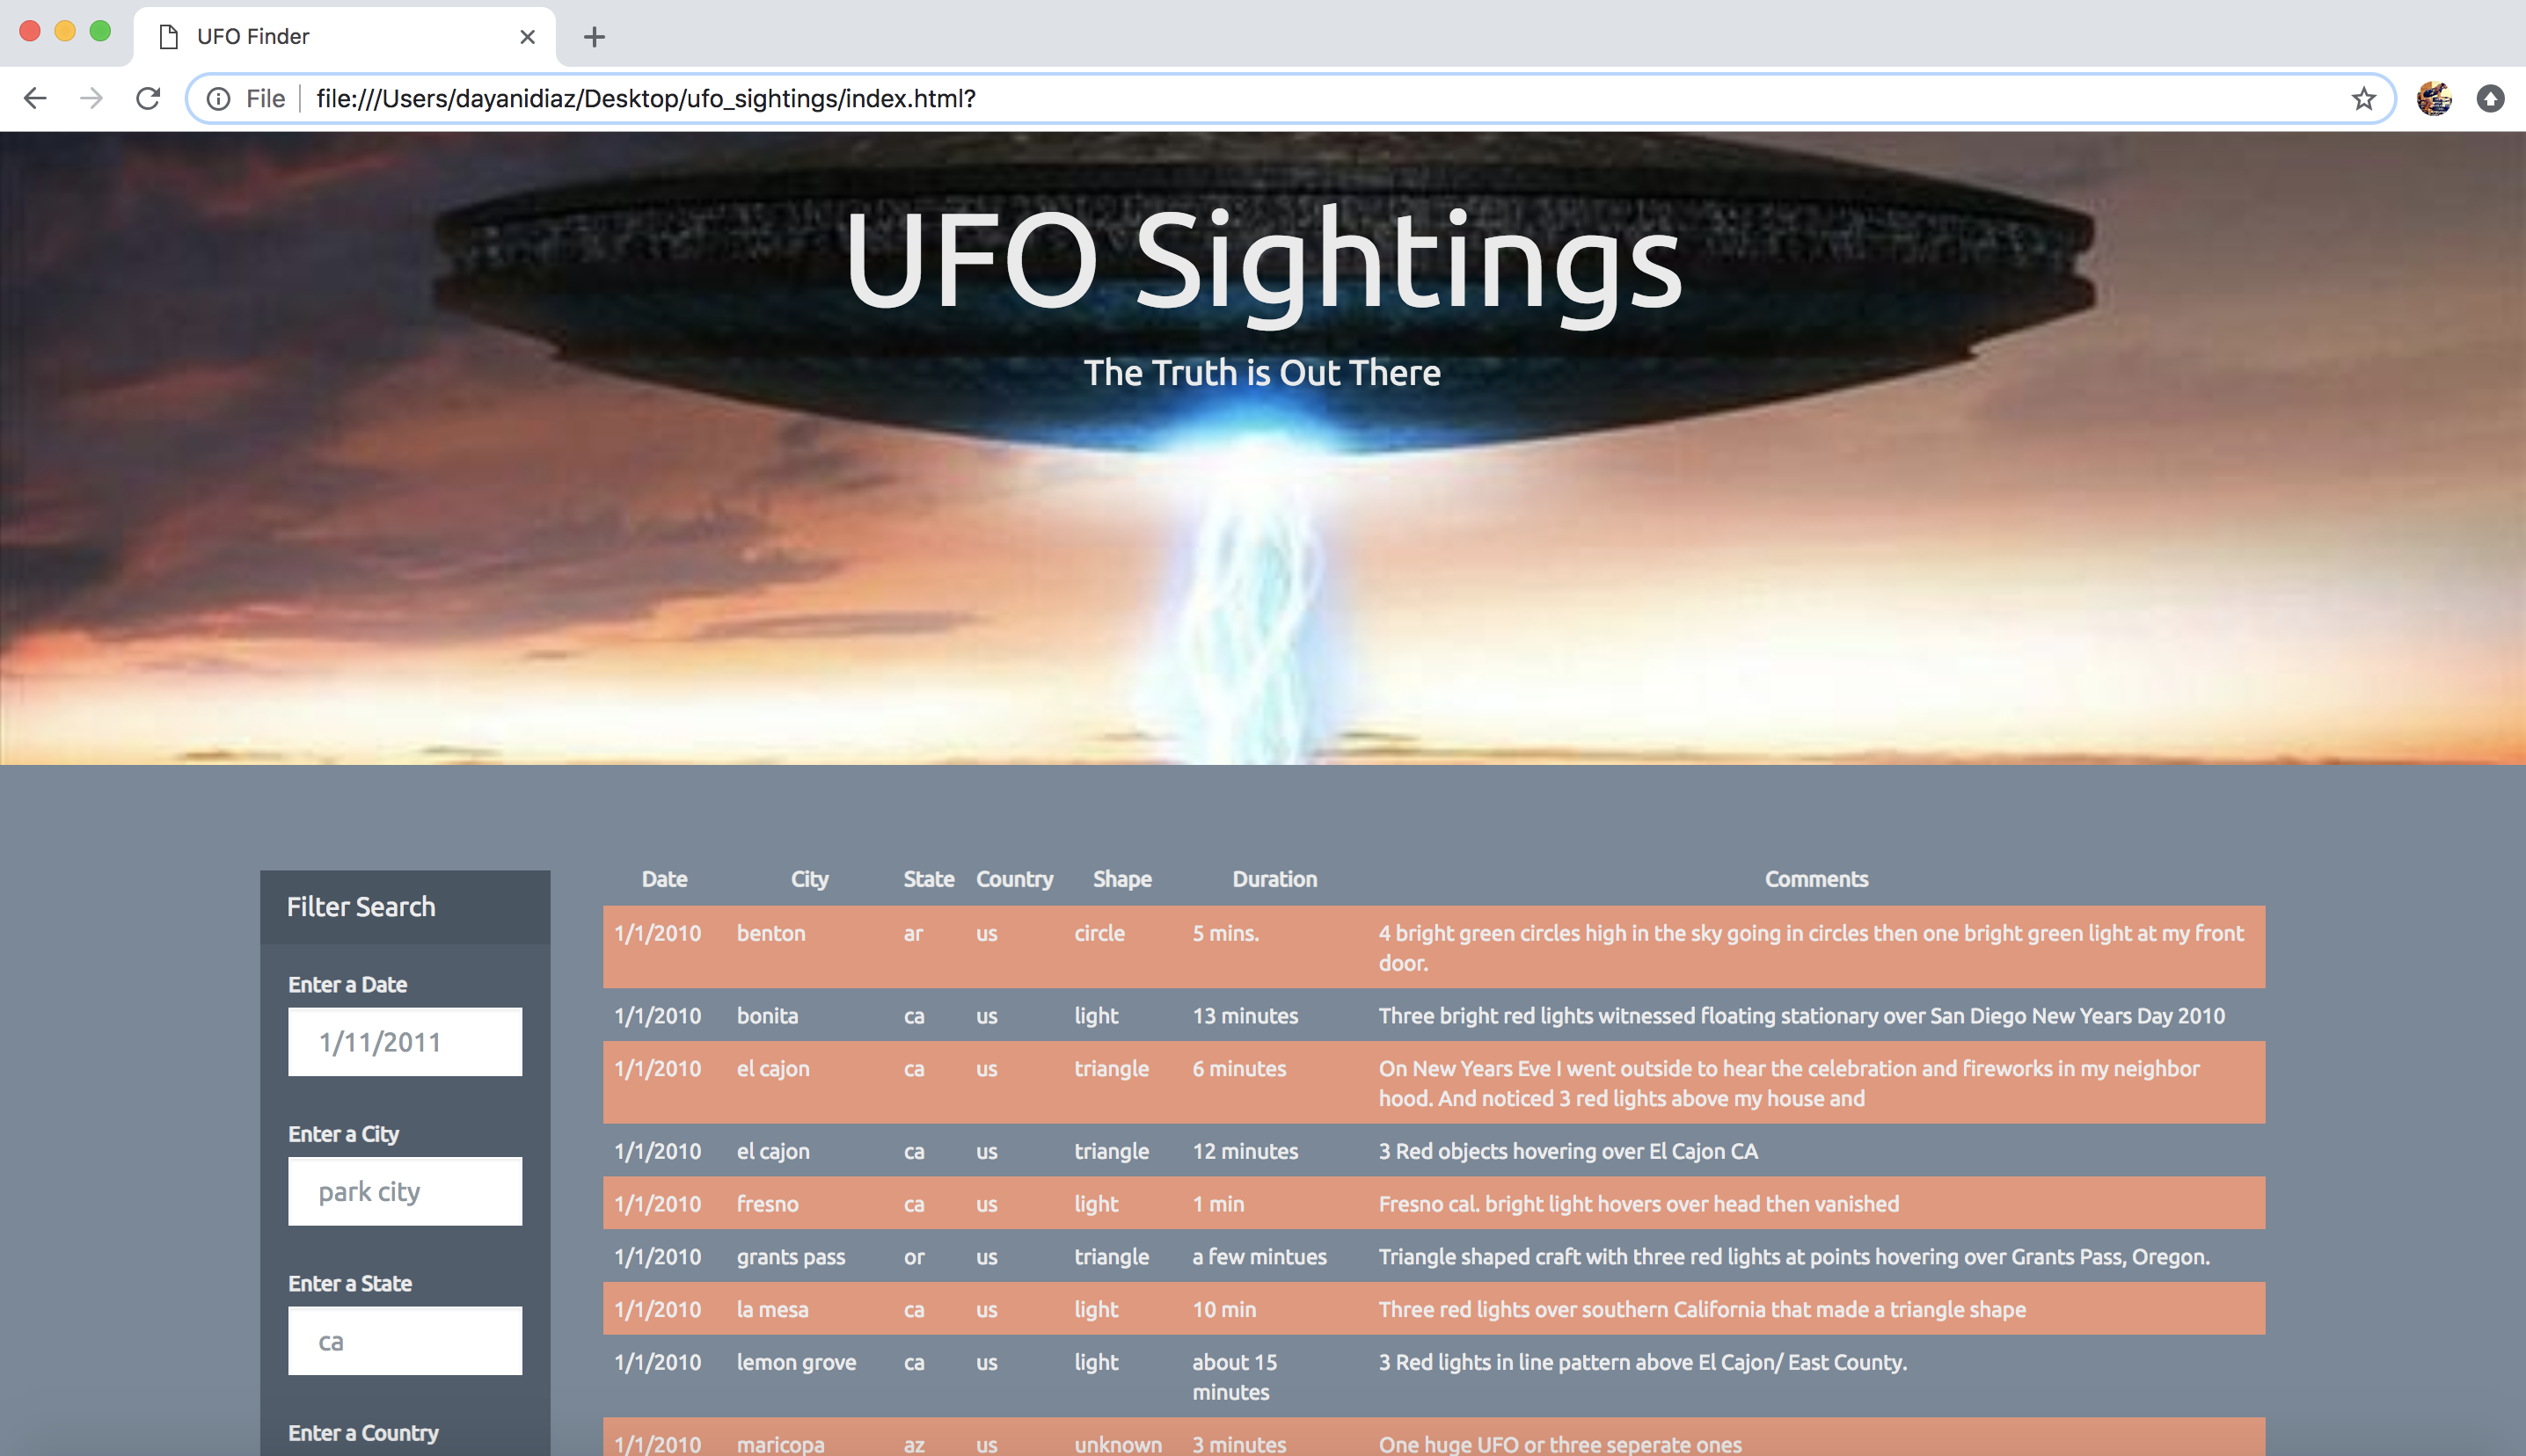 UFO Finder
File
file:///Users/dayanidiaz/Desktop/ufo_sightings/index.html?
UFO Sightings
The Truth is Out There
Filter Search
Enter a Date
1/11/2011
Enter a City
park city
Enter a State
ca
Enter a Country
Date City State Country Shape Duration Comments
1/1/2010 benton ar us circle 5 mins. 4 bright green circles high in the sky going in circles then one bright green light at my front
door.
1/1/2010 bonita ca us light 13 minutes Three bright red lights witnessed floating stationary over San Diego New Years Day 2010
1/1/2010 el cajon ca us triangle 6 minutes On New Years Eve I went outside to hear the celebration and fireworks in my neighbor
hood. And noticed 3 red lights above my house and
1/1/2010 el cajon ca us triangle 12 minutes 3 Red objects hovering over El Cajon CA
1/1/2010 fresno ca us light 1 min Fresno cal. bright light hovers over head then vanished
1/1/2010 grants pass or us triangle a few mintues Triangle shaped craft with three red lights at points hovering over Grants Pass, Oregon.
1/1/2010 la mesa ca us light 10 min Three red lights over southern California that made a triangle shape
1/1/2010 lemon grove ca us light about 15 3 Red lights in line pattern above El Cajon/ East County.
minutes
1/1/2010 maricopa az us unknown 3 minutes One huge UFO or three seperate ones